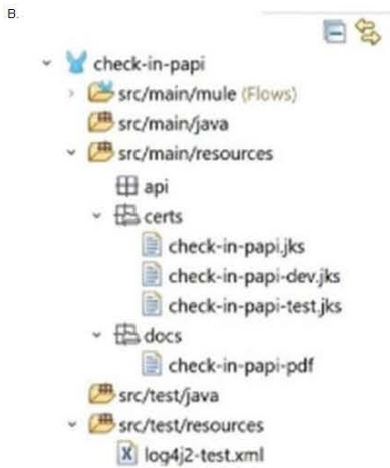 B.
check-in-papi
src/main/mule (Flows)
src/main/java
src/main/resources
api
certs
check-in-papi.jks
check-in-papi-dev.jks
check-in-papi-test.jks
docs
check-in-papi-pdf
src/test/java
src/test/resources
log4j2-test.xml